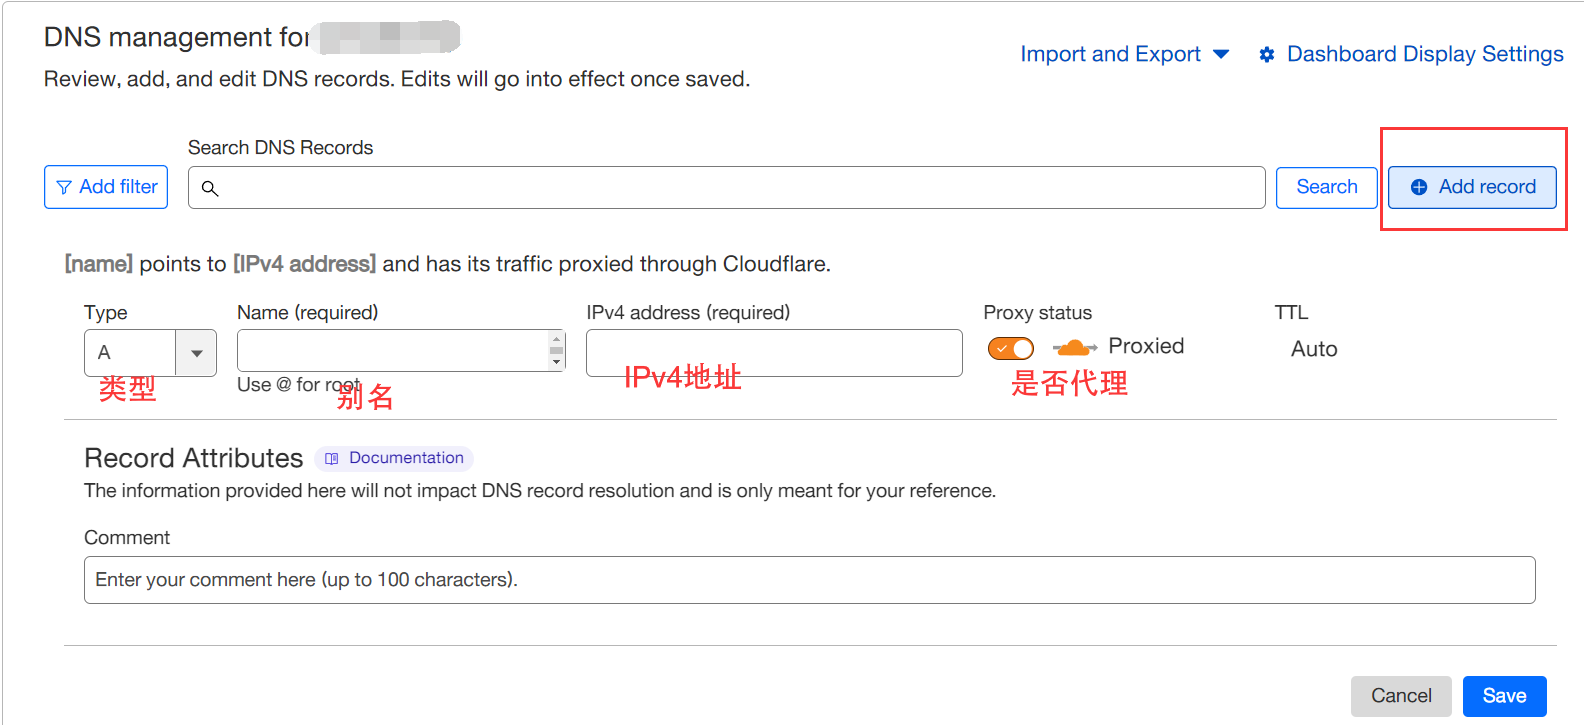 DNS management for
Import and Export
Dashboard Display Settings
Review, add, and edit DNS records. Edits will go into effect once saved.
Search DNS Records
Add filter
Search
Add record
[name] points to [IPv4 address] and has its traffic proxied through Cloudflare.
Type
Name (required)
IPv4 address (required)
Proxy status
TTL
A
Proxied
Auto
Use @ for root
类型
别名
IPv4地址
是否代理
Record Attributes
Documentation
The information provided here will not impact DNS record resolution and is only meant for your reference.
Comment
Enter your comment here (up to 100 characters).
Cancel
Save